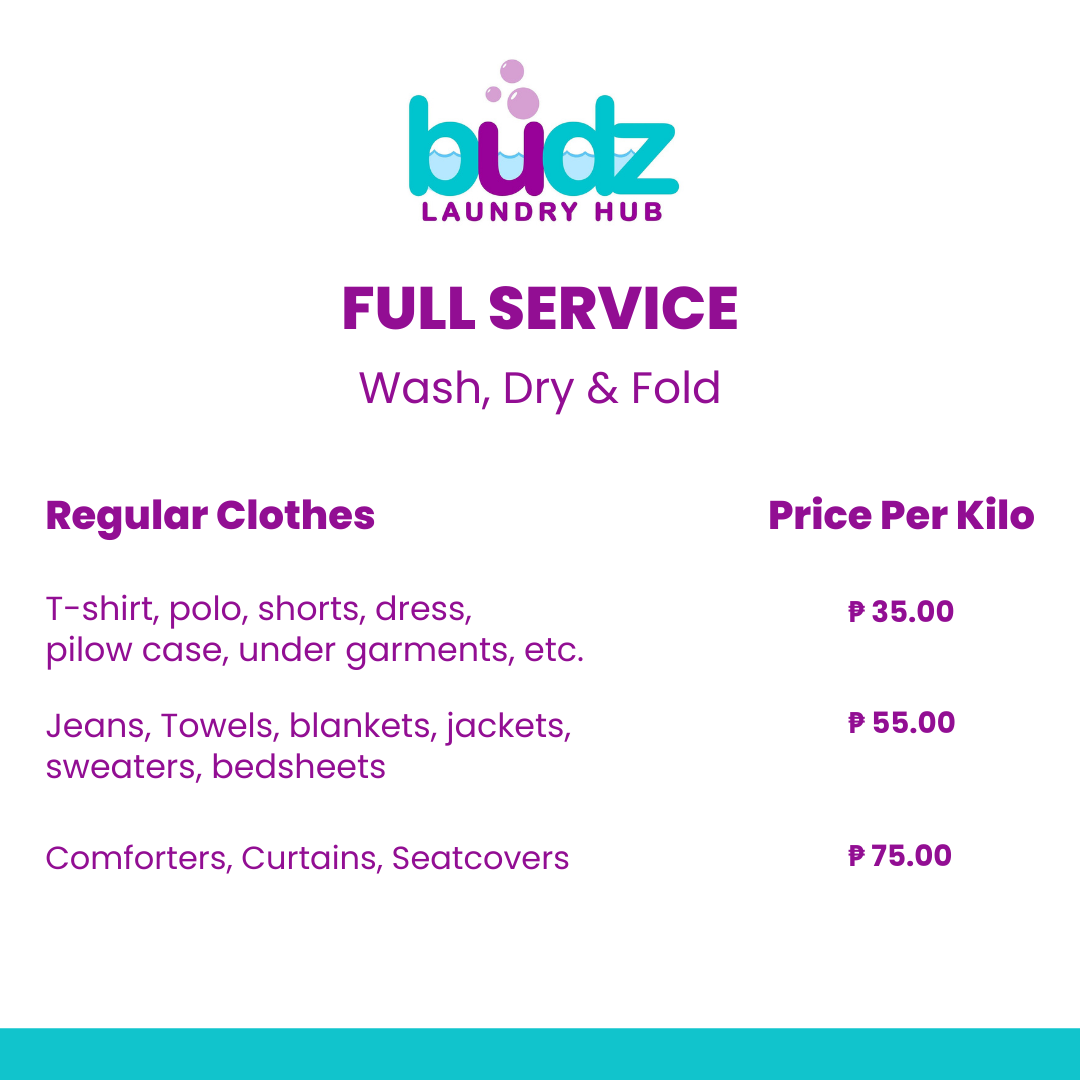 budz
LAUNDRY HUB
FULL SERVICE
Wash, Dry & Fold
Regular Clothes
Price Per Kilo
T-shirt, polo, shorts, dress,
pilow case, under garments, etc.
₱ 35.00
Jeans, Towels, blankets, jackets,
sweaters, bedsheets
₱ 55.00
Comforters, Curtains, Seatcovers
₱ 75.00